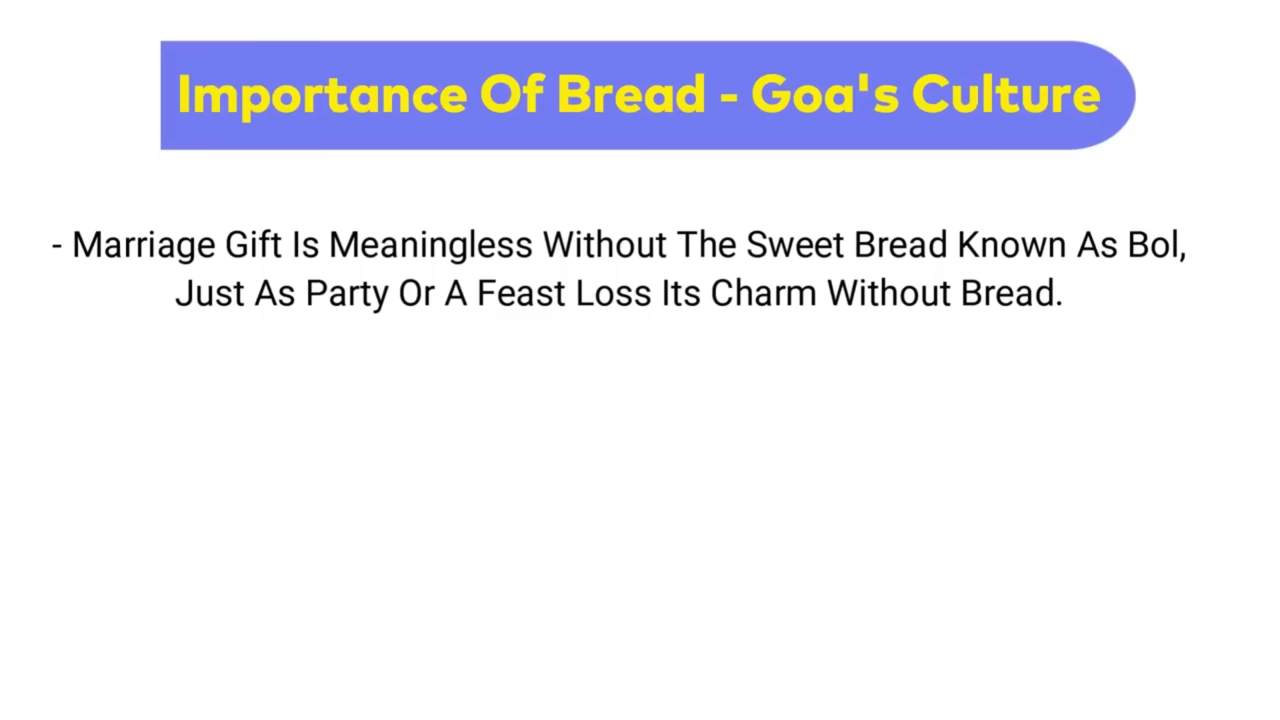 Importance Of Bread - Goa's Culture
- Marriage Gift Is Meaningless Without The Sweet Bread Known As Bol,
Just As Party Or A Feast Loss Its Charm Without Bread.